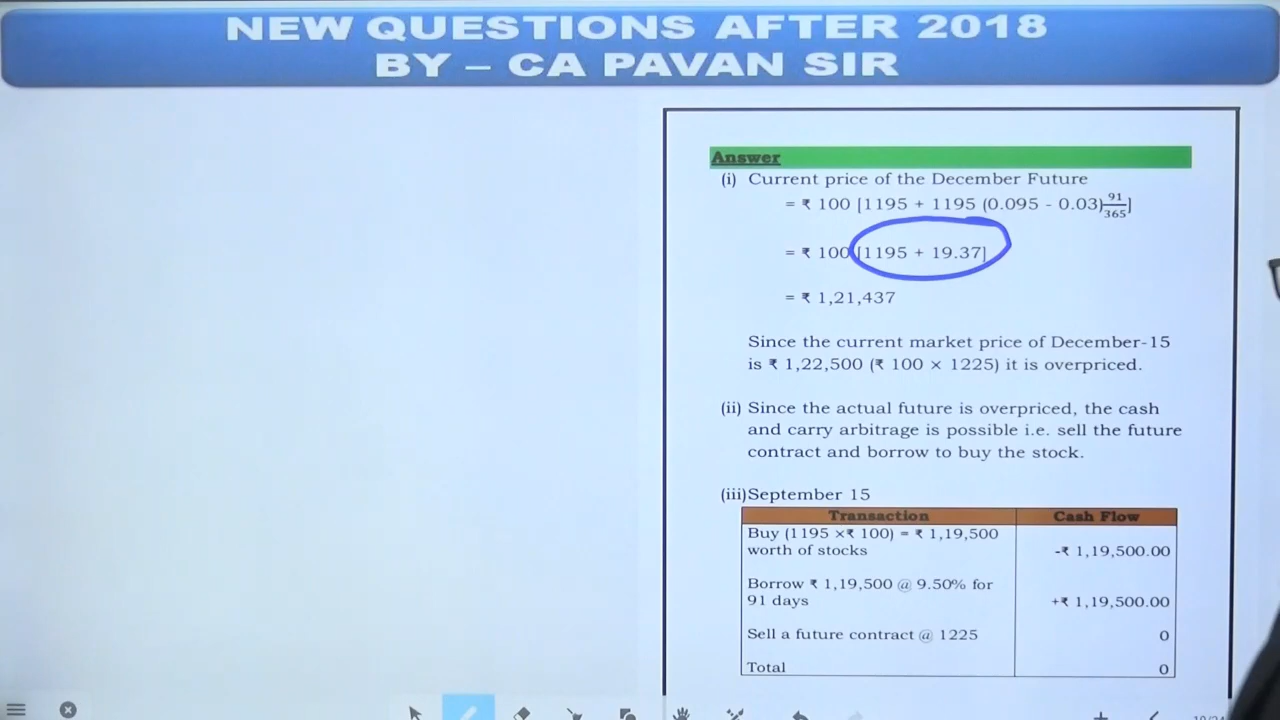 NEW QUESTIONS AFTER 2018
BY – CA PAVAN SIR
Answer
(i) Current price of the December Future
= ₹ 100 [1195 + 1195 (0.095 - 0.03)91/365]
= ₹ 100 [1195 + 19.37]
= ₹ 1,21,437
Since the current market price of December-15
is ₹ 1,22,500 (₹ 100 × 1225) it is overpriced.
(ii) Since the actual future is overpriced, the cash
and carry arbitrage is possible i.e. sell the future
contract and borrow to buy the stock.
(iii)September 15
Transaction Cash Flow
Buy (1195 ×₹ 100) = ₹ 1,19,500
worth of stocks -₹ 1,19,500.00
Borrow ₹ 1,19,500 @ 9.50% for
91 days +₹ 1,19,500.00
Sell a future contract @ 1225 0
Total 0